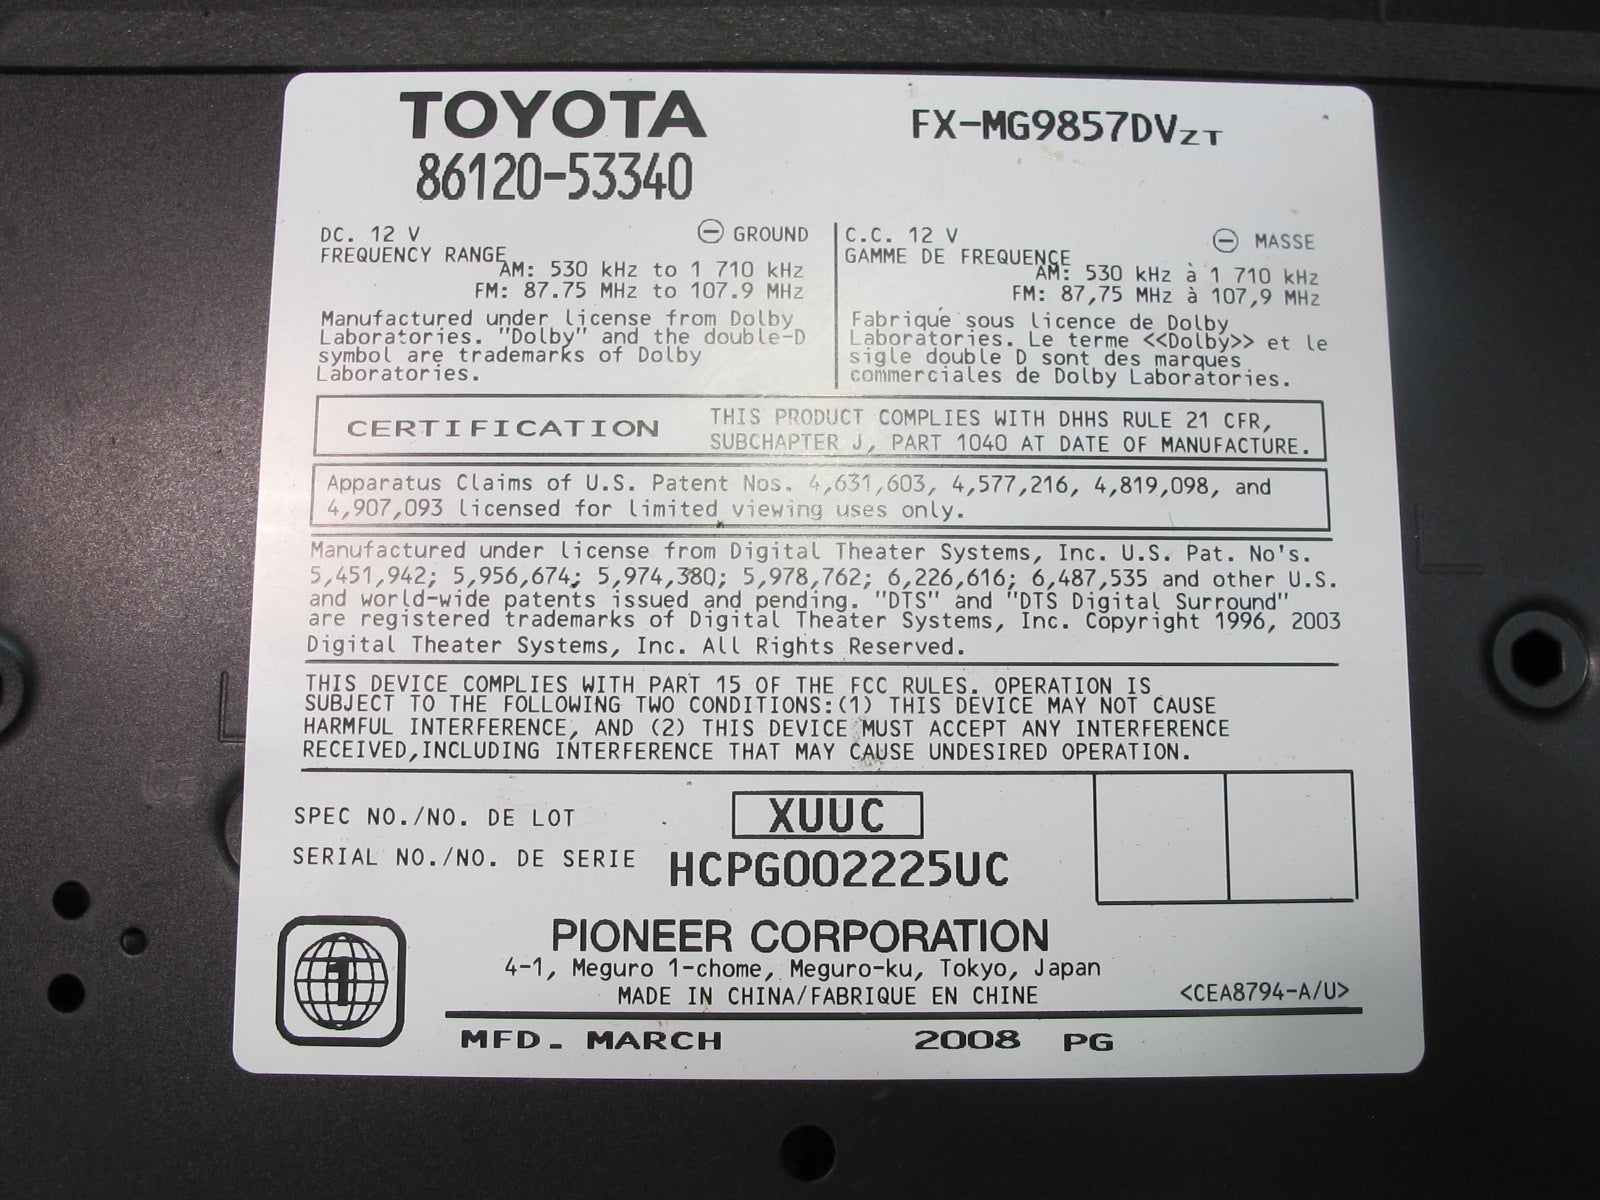 TOYOTA
86120-53340
FX-MG9857DVZT
DC. 12 V ⊖ GROUND
FREQUENCY RANGE
AM: 530 kHz to 1 710 kHz
FM: 87.75 MHz to 107.9 MHz
Manufactured under license from Dolby
Laboratories. "Dolby" and the double-D
symbol are trademarks of Dolby
Laboratories.
C.C. 12 V ⊖ MASSE
GAMME DE FREQUENCE
AM: 530 kHz à 1 710 kHz
FM: 87,75 MHz à 107,9 MHz
Fabriqué sous licence de Dolby
Laboratories. Le terme <<Dolby>> et le
sigle double D sont des marques
commerciales de Dolby Laboratories.
CERTIFICATION
THIS PRODUCT COMPLIES WITH DHHS RULE 21 CFR,
SUBCHAPTER J, PART 1040 AT DATE OF MANUFACTURE.
Apparatus Claims of U.S. Patent Nos. 4,631,603, 4,577,216, 4,819,098, and
4,907,093 licensed for limited viewing uses only.
Manufactured under license from Digital Theater Systems, Inc. U.S. Pat. No's.
5,451,942; 5,956,674; 5,974,380; 5,978,762; 6,226,616; 6,487,535 and other U.S.
and world-wide patents issued and pending. "DTS" and "DTS Digital Surround"
are registered trademarks of Digital Theater Systems, Inc. Copyright 1996, 2003
Digital Theater Systems, Inc. All Rights Reserved.
THIS DEVICE COMPLIES WITH PART 15 OF THE FCC RULES. OPERATION IS
SUBJECT TO THE FOLLOWING TWO CONDITIONS:(1) THIS DEVICE MAY NOT CAUSE
HARMFUL INTERFERENCE, AND (2) THIS DEVICE MUST ACCEPT ANY INTERFERENCE
RECEIVED,INCLUDING INTERFERENCE THAT MAY CAUSE UNDESIRED OPERATION.
SPEC NO./NO. DE LOT XUUC
SERIAL NO./NO. DE SERIE HCPG002225UC
1
PIONEER CORPORATION
4-1, Meguro 1-chome, Meguro-ku, Tokyo, Japan
MADE IN CHINA/FABRIQUE EN CHINE <CEA8794-A/U>
MFD. MARCH 2008 PG